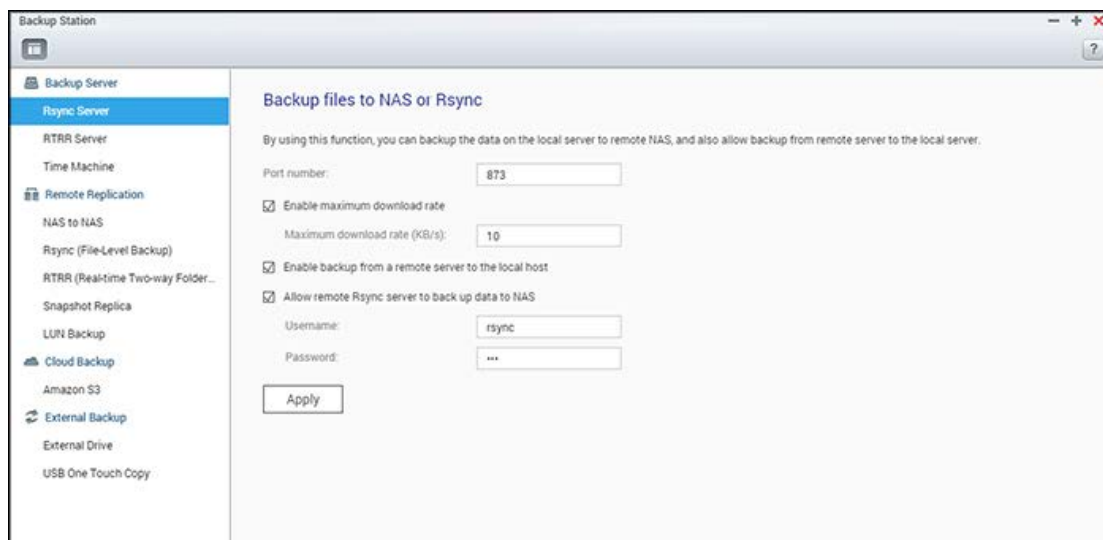 Backup Station
?
Backup Server
Rsync Server
RTRR Server
Time Machine
Remote Replication
NAS to NAS
Rsync (File-Level Backup)
RTRR (Real-time Two-way Folder...
Snapshot Replica
LUN Backup
Cloud Backup
Amazon S3
External Backup
External Drive
USB One Touch Copy
Backup files to NAS or Rsync
By using this function, you can backup the data on the local server to remote NAS, and also allow backup from remote server to the local server.
Port number: 873
Enable maximum download rate
Maximum download rate (KB/s): 10
Enable backup from a remote server to the local host
Allow remote Rsync server to back up data to NAS
Username: rsync
Password: •••
Apply